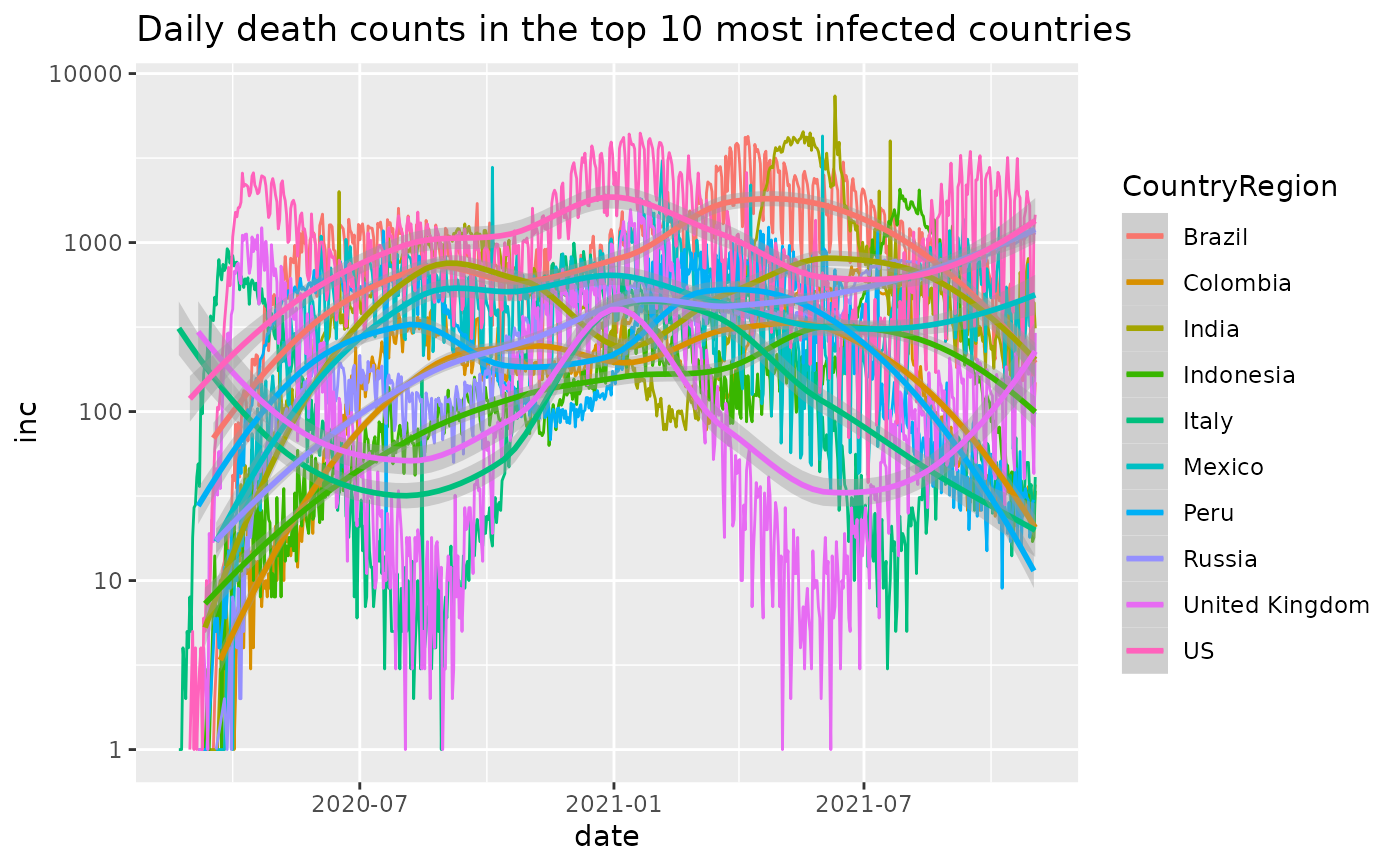 Daily death counts in the top 10 most infected countries
10000
1000
100
10
1
inc
2020-07
2021-01
2021-07
date
CountryRegion
Brazil
Colombia
India
Indonesia
Italy
Mexico
Peru
Russia
United Kingdom
US